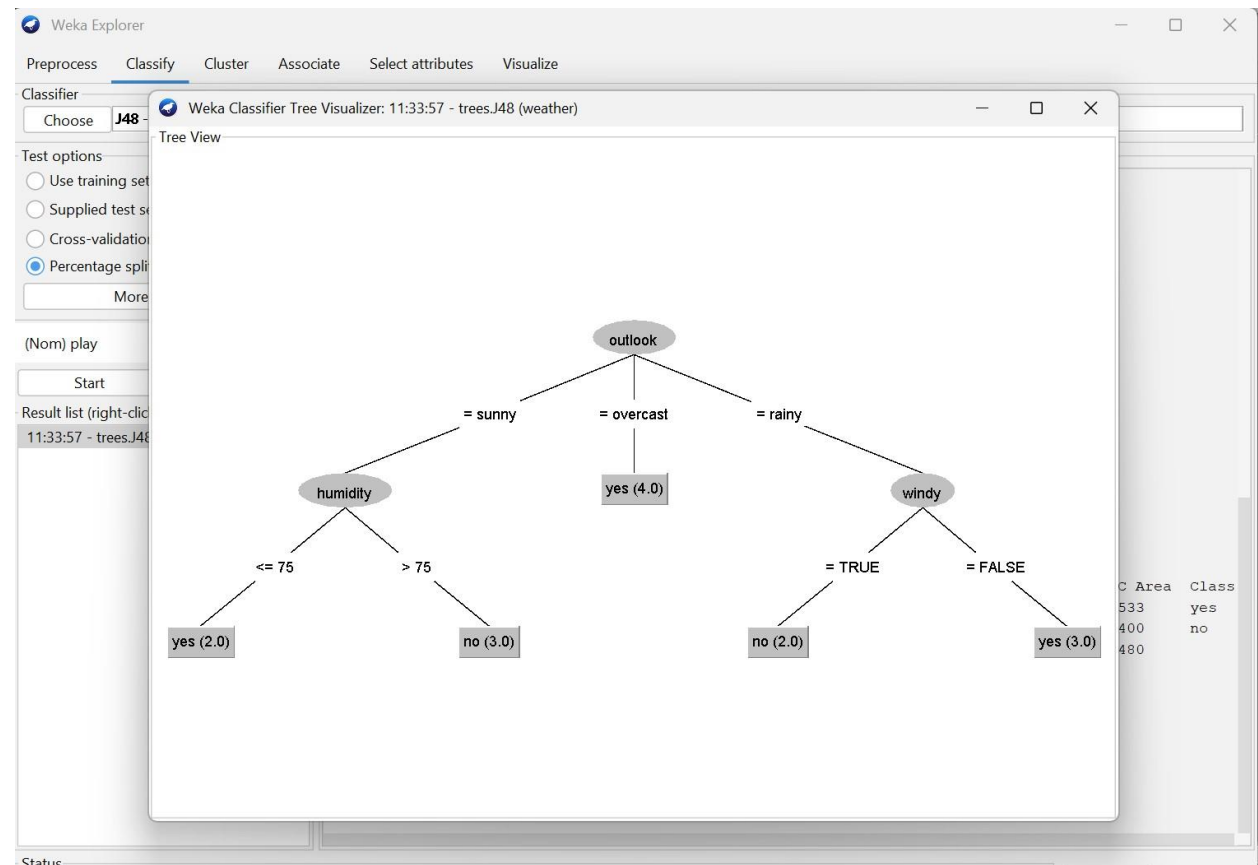 Weka Explorer
Preprocess Classify Cluster Associate Select attributes Visualize
Classifier
Choose J48 -
Weka Classifier Tree Visualizer: 11:33:57 - trees.J48 (weather)
Tree View
Test options
Use training set
Supplied test se
Cross-validation
Percentage spli
More
(Nom) play
Start
Result list (right-clic
11:33:57 - trees.J48
outlook
= sunny = overcast = rainy
humidity yes (4.0) windy
<= 75 > 75 = TRUE = FALSE
yes (2.0) no (3.0) no (2.0) yes (3.0)
C Area Class
533 yes
400 no
480
Status